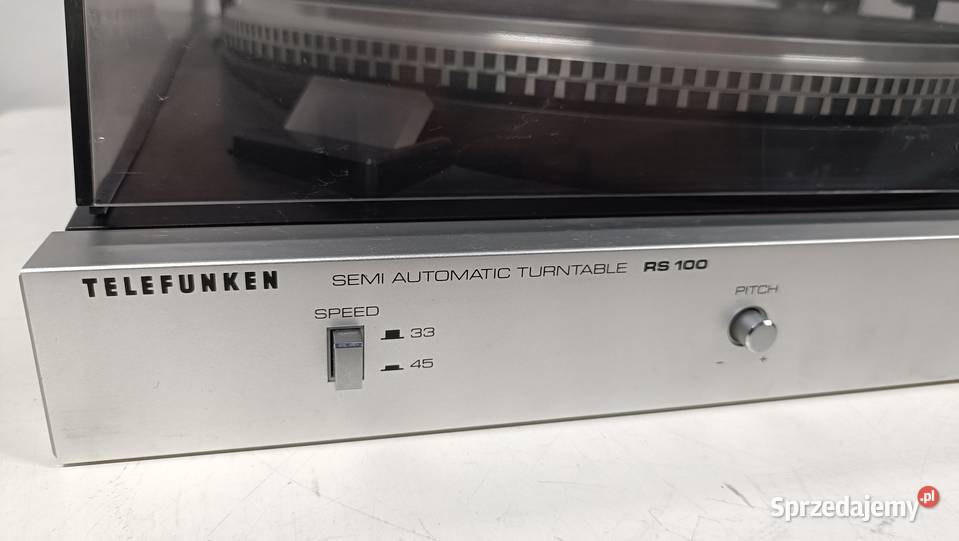 TELEFUNKEN
SEMI AUTOMATIC TURNTABLE RS 100
SPEED
33
45
PITCH
- +
Sprzedajemy.pl